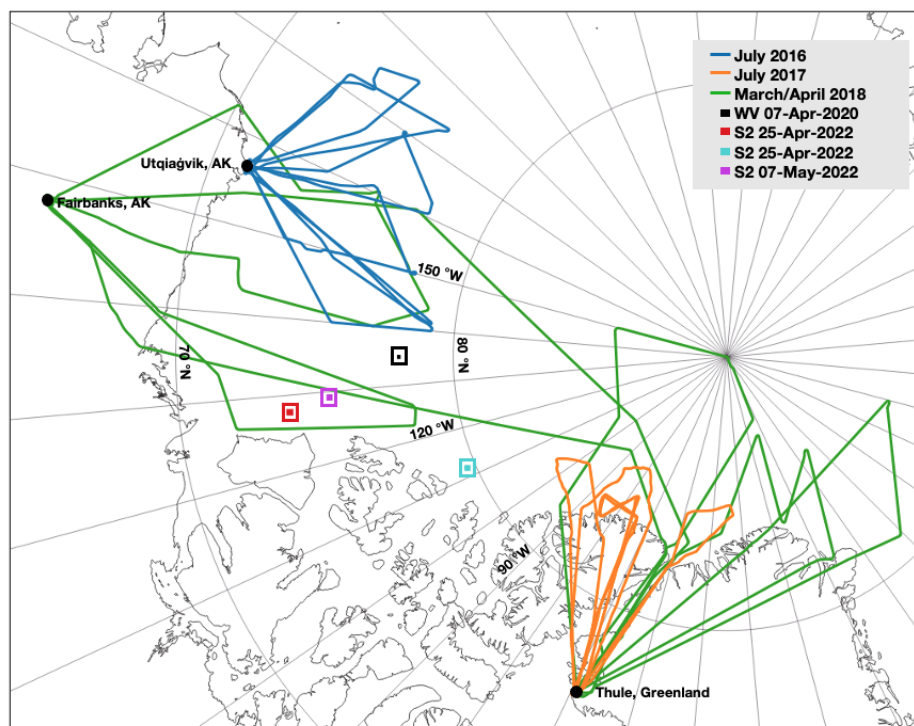 July 2016
July 2017
March/April 2018
WV 07-Apr-2020
S2 25-Apr-2022
S2 25-Apr-2022
S2 07-May-2022
Utqiaġvik, AK
Fairbanks, AK
150 °W
70 °N
80 °N
120 °W
90 °W
Thule, Greenland